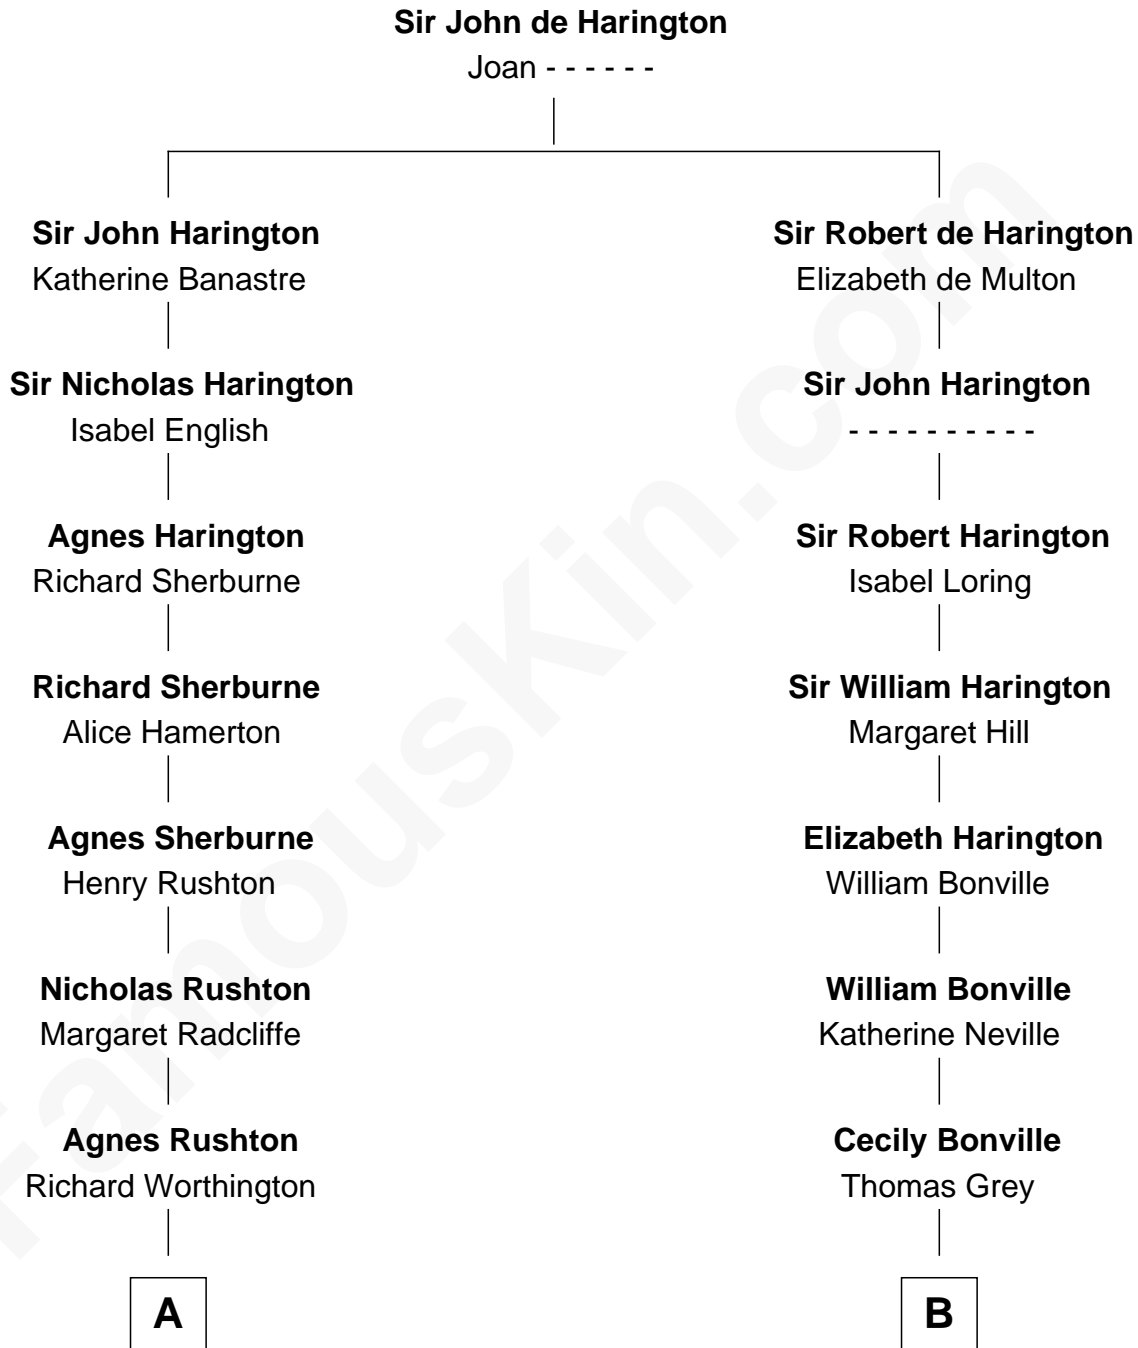 Sir John de Harington
Joan - - - - - -
Sir John Harington
Katherine Banastre
Sir Robert de Harington
Elizabeth de Multon
Sir Nicholas Harington
Isabel English
Sir John Harington
- - - - - - - - - -
Agnes Harington
Richard Sherburne
Sir Robert Harington
Isabel Loring
Richard Sherburne
Alice Hamerton
Sir William Harington
Margaret Hill
Agnes Sherburne
Henry Rushton
Elizabeth Harington
William Bonville
Nicholas Rushton
Margaret Radcliffe
William Bonville
Katherine Neville
Agnes Rushton
Richard Worthington
Cecily Bonville
Thomas Grey
A
B
FamousKin.com